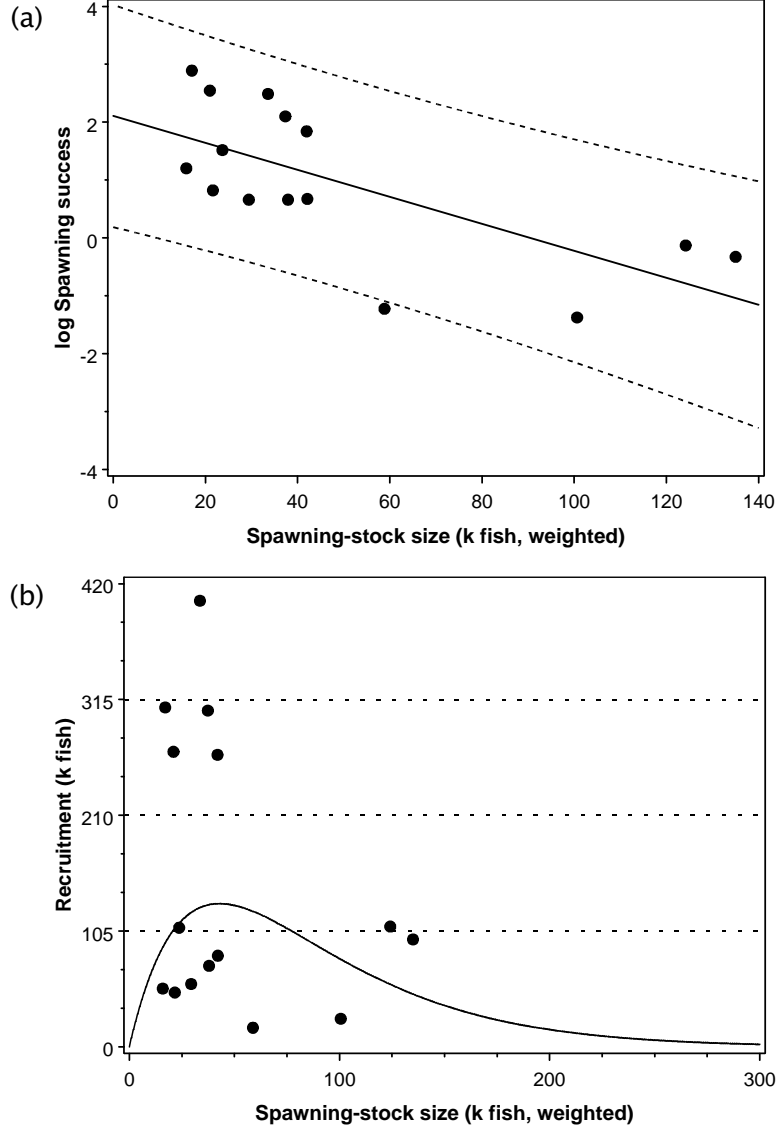 (a)
log Spawning success
4
2
0
-2
-4
0 20 40 60 80 100 120 140
Spawning-stock size (k fish, weighted)
(b)
Recruitment (k fish)
420
315
210
105
0
0 100 200 300
Spawning-stock size (k fish, weighted)